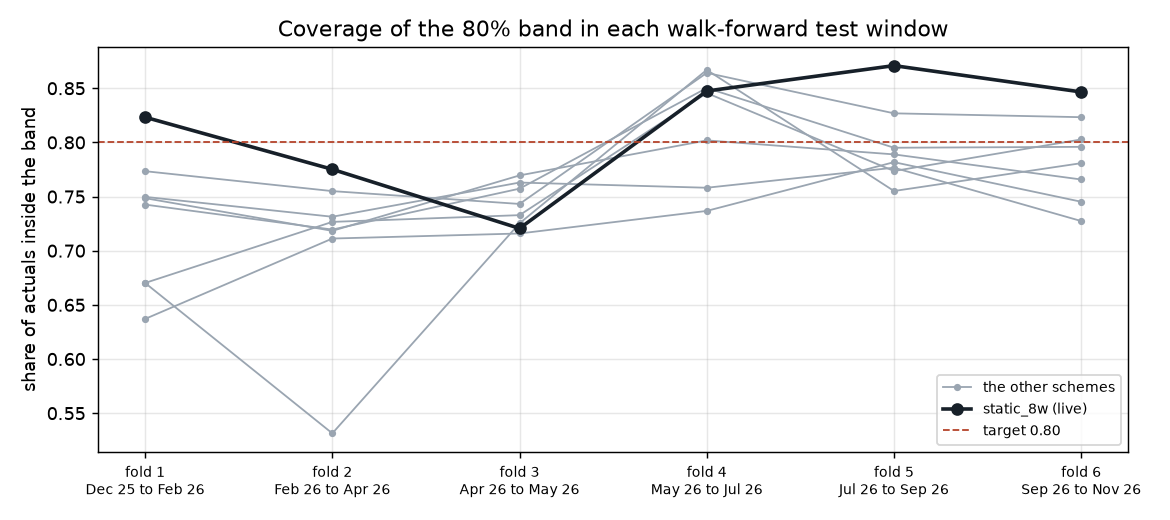 Coverage of the 80% band in each walk-forward test window
share of actuals inside the band
0.85
0.80
0.75
0.70
0.65
0.60
0.55
the other schemes
static_8w (live)
target 0.80
fold 1
Dec 25 to Feb 26
fold 2
Feb 26 to Apr 26
fold 3
Apr 26 to May 26
fold 4
May 26 to Jul 26
fold 5
Jul 26 to Sep 26
fold 6
Sep 26 to Nov 26